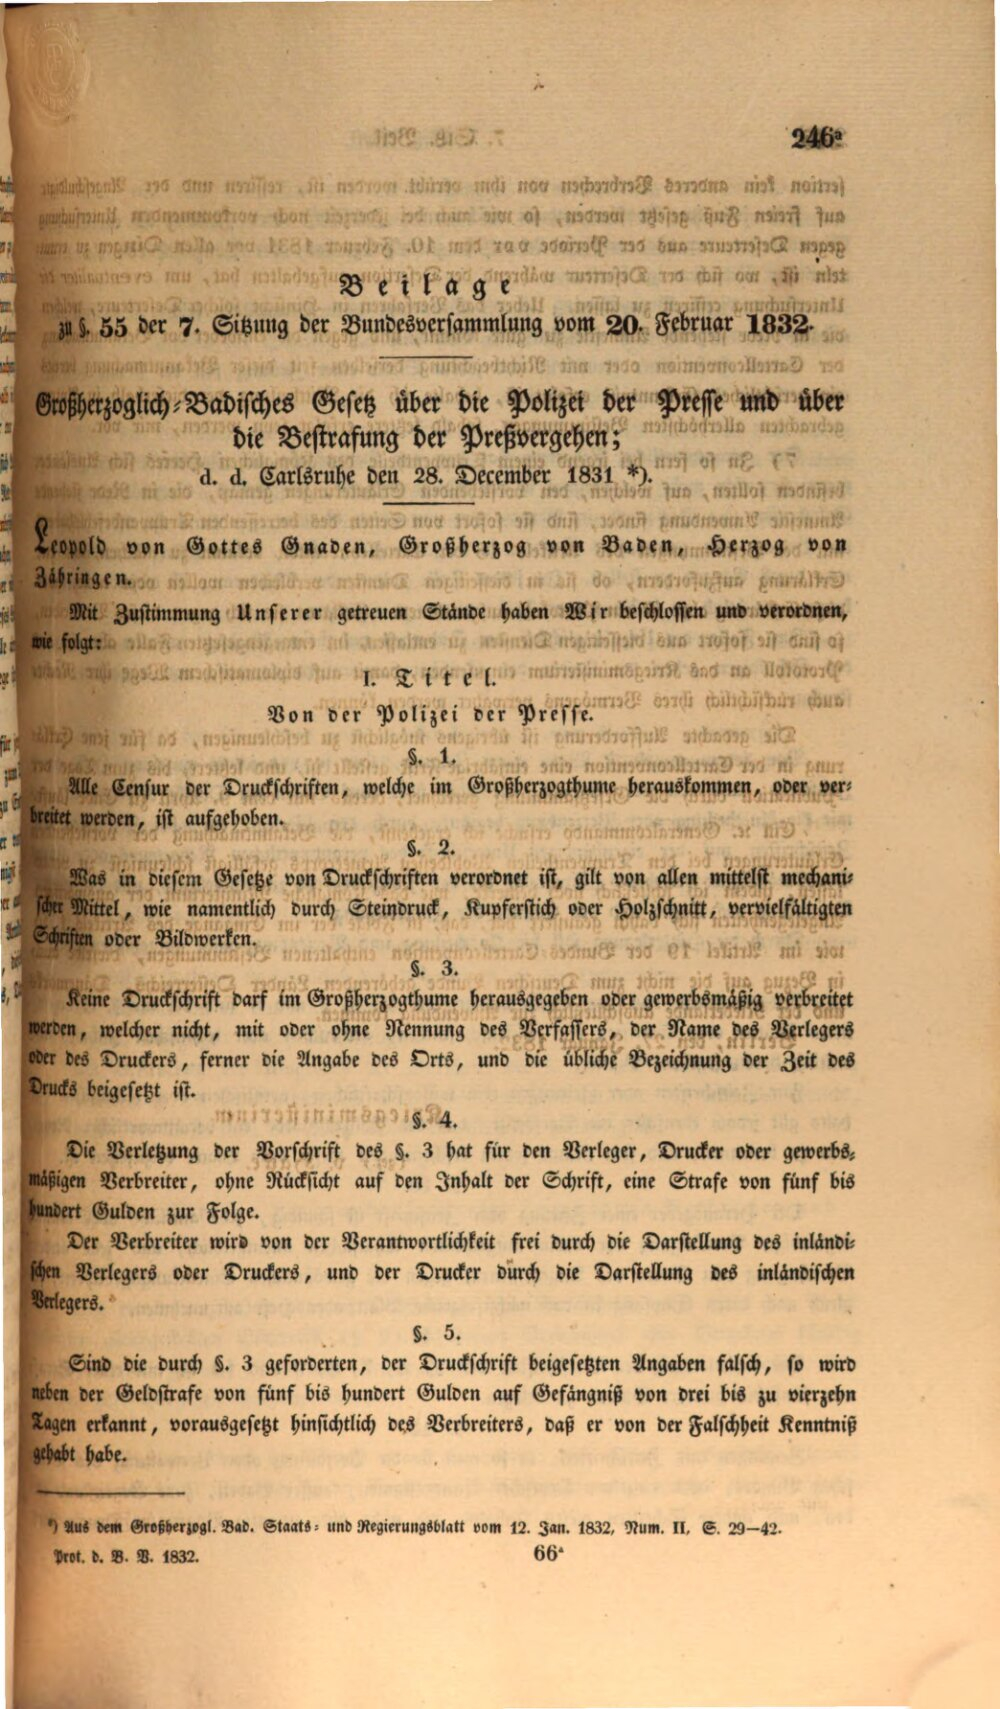 246ª
Beilage
zu §. 55 der 7. Sitzung der Bundesversammlung vom 20. Februar 1832.
Großherzoglich-Badisches Gesetz über die Polizei der Presse und über
die Bestrafung der Preßvergehen;
d. d. Carlsruhe den 28. December 1831 *).
Leopold von Gottes Gnaden, Großherzog von Baden, Herzog von
Zähringen.
Mit Zustimmung Unserer getreuen Stände haben Wir beschlossen und verordnen,
wie folgt:
I. Titel.
Von der Polizei der Presse.
§. 1.
Alle Censur der Druckschriften, welche im Großherzogthume herauskommen, oder ver-
breitet werden, ist aufgehoben.
§. 2.
Was in diesem Gesetze von Druckschriften verordnet ist, gilt von allen mittelst mechani-
scher Mittel, wie namentlich durch Steindruck, Kupferstich oder Holzschnitt, vervielfältigten
Schriften oder Bildwerken.
§. 3.
Keine Druckschrift darf im Großherzogthume herausgegeben oder gewerbsmäßig verbreitet
werden, welcher nicht, mit oder ohne Nennung des Verfassers, der Name des Verlegers
oder des Druckers, ferner die Angabe des Orts, und die übliche Bezeichnung der Zeit des
Drucks beigesetzt ist.
§. 4.
Die Verletzung der Vorschrift des §. 3 hat für den Verleger, Drucker oder gewerbs-
mäßigen Verbreiter, ohne Rücksicht auf den Inhalt der Schrift, eine Strafe von fünf bis
hundert Gulden zur Folge.
Der Verbreiter wird von der Verantwortlichkeit frei durch die Darstellung des inländi-
schen Verlegers oder Druckers, und der Drucker durch die Darstellung des inländischen
Verlegers.
§. 5.
Sind die durch §. 3 geforderten, der Druckschrift beigesetzten Angaben falsch, so wird
neben der Geldstrafe von fünf bis hundert Gulden auf Gefängniß von drei bis zu vierzehn
Tagen erkannt, vorausgesetzt hinsichtlich des Verbreiters, daß er von der Falschheit Kenntniß
gehabt habe.
*) Aus dem Großherzogl. Bad. Staats- und Regierungsblatt vom 12. Jan. 1832, Num. II, S. 29—42.
Prot. d. B. V. 1832.
66ª